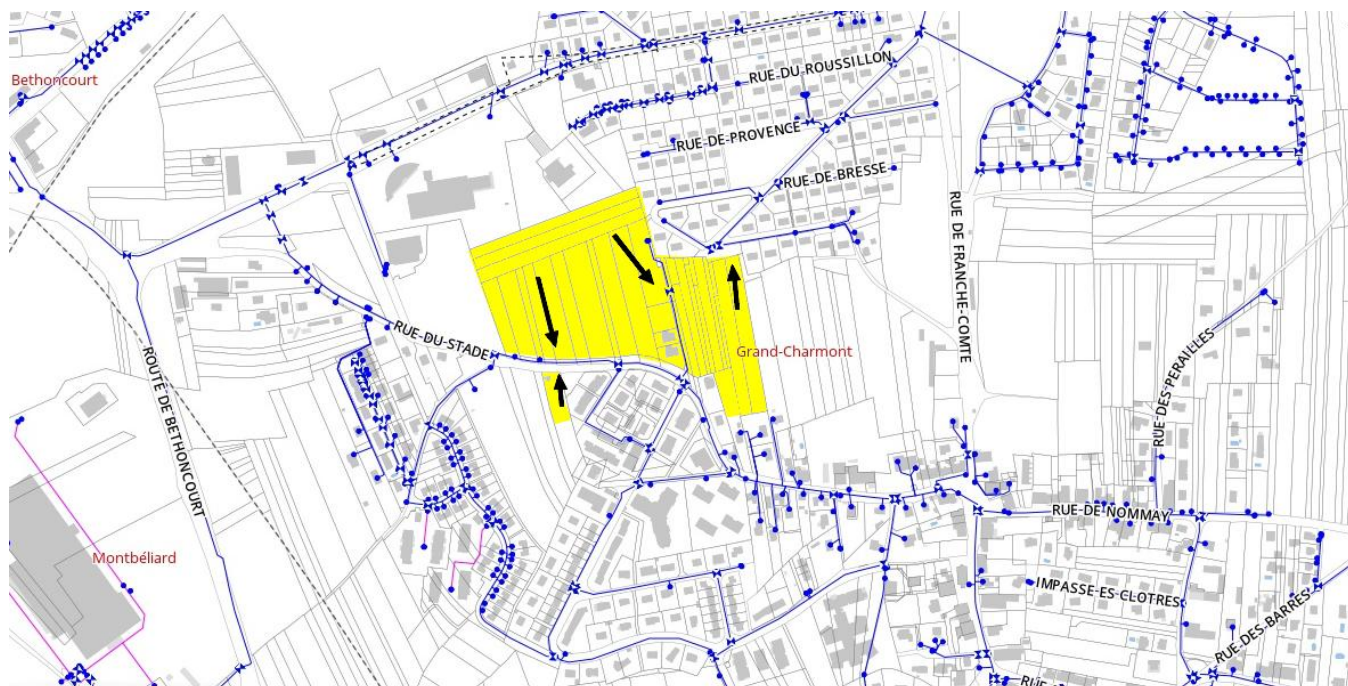 Bethoncourt
RUE DU ROUSSILLON
RUE DE PROVENCE
RUE DE BRESSE
RUE DE FRANCHE-COMTE
RUE DU STADE
Grand-Charmont
RUE DES PERAILLES
ROUTE DE BETHONCOURT
RUE DE NOMMAY
Montbéliard
IMPASSE ES CLOTRES
RUE DES BARRES